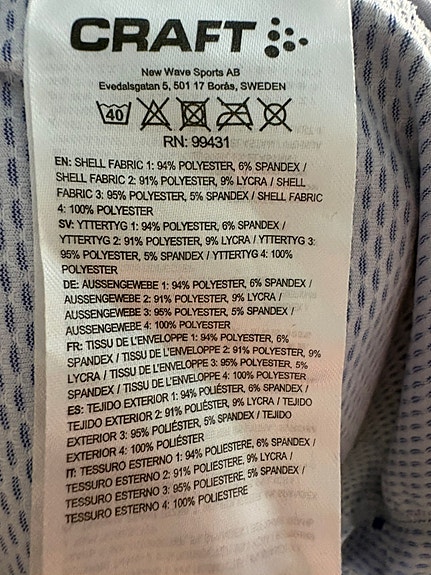 CRAFT
New Wave Sports AB
Evedalsgatan 5, 501 17 Borås, SWEDEN
40
RN: 99431
EN: SHELL FABRIC 1: 94% POLYESTER, 6% SPANDEX /
SHELL FABRIC 2: 91% POLYESTER, 9% LYCRA / SHELL
FABRIC 3: 95% POLYESTER, 5% SPANDEX / SHELL FABRIC
4: 100% POLYESTER
SV: YTTERTYG 1: 94% POLYESTER, 6% SPANDEX /
YTTERTYG 2: 91% POLYESTER, 9% LYCRA / YTTERTYG 3:
95% POLYESTER, 5% SPANDEX / YTTERTYG 4: 100%
POLYESTER
DE: AUSSENGEWEBE 1: 94% POLYESTER, 6% SPANDEX /
AUSSENGEWEBE 2: 91% POLYESTER, 9% LYCRA /
AUSSENGEWEBE 3: 95% POLYESTER, 5% SPANDEX /
AUSSENGEWEBE 4: 100% POLYESTER
FR: TISSU DE L'ENVELOPPE 1: 94% POLYESTER, 6%
SPANDEX / TISSU DE L'ENVELOPPE 2: 91% POLYESTER, 9%
LYCRA / TISSU DE L'ENVELOPPE 3: 95% POLYESTER, 5%
SPANDEX / TISSU DE L'ENVELOPPE 4: 100% POLYESTER
ES: TEJIDO EXTERIOR 1: 94% POLIÉSTER, 6% SPANDEX /
TEJIDO EXTERIOR 2: 91% POLIÉSTER, 9% LYCRA / TEJIDO
EXTERIOR 3: 95% POLIÉSTER, 5% SPANDEX / TEJIDO
EXTERIOR 4: 100% POLIÉSTER
IT: TESSURO ESTERNO 1: 94% POLIESTERE, 6% SPANDEX /
TESSURO ESTERNO 2: 91% POLIESTERE, 9% LYCRA /
TESSURO ESTERNO 3: 95% POLIESTERE, 5% SPANDEX /
TESSURO ESTERNO 4: 100% POLIESTERE